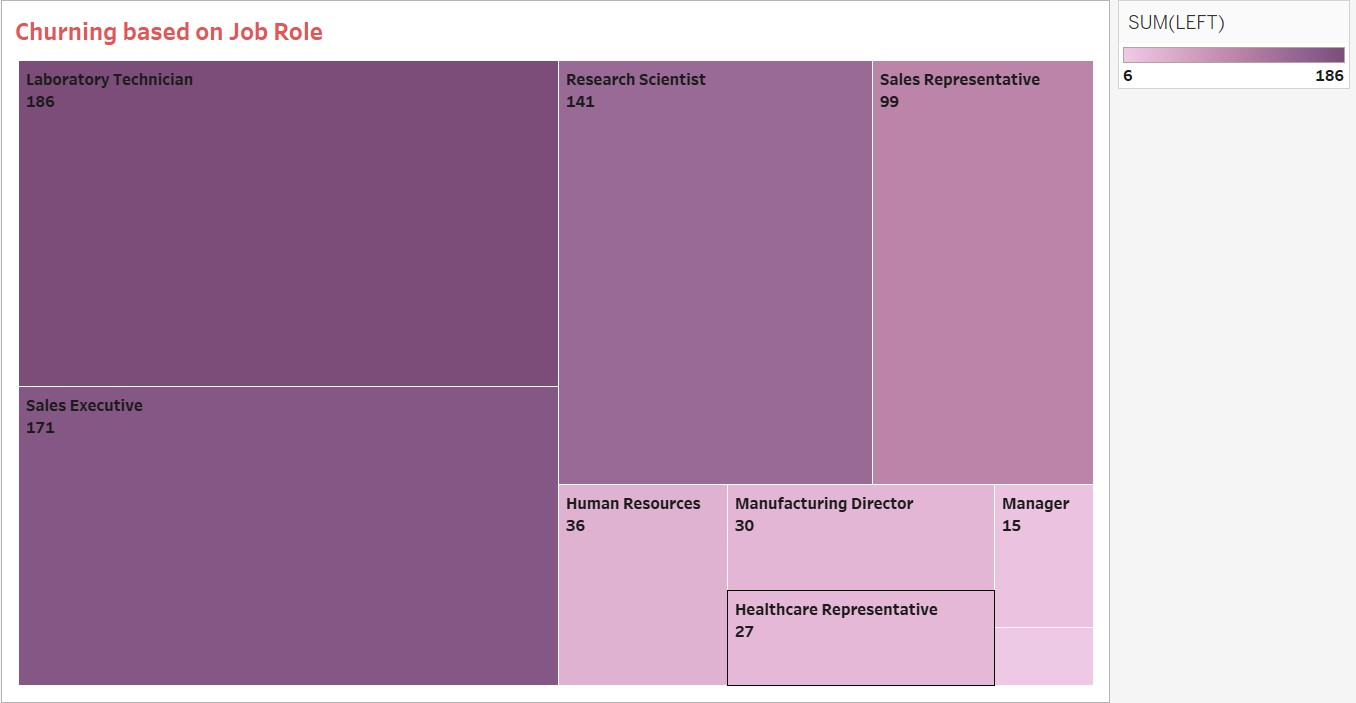 Churning based on Job Role
SUM(LEFT)
6 186
Laboratory Technician
186
Research Scientist
141
Sales Representative
99
Sales Executive
171
Human Resources
36
Manufacturing Director
30
Manager
15
Healthcare Representative
27